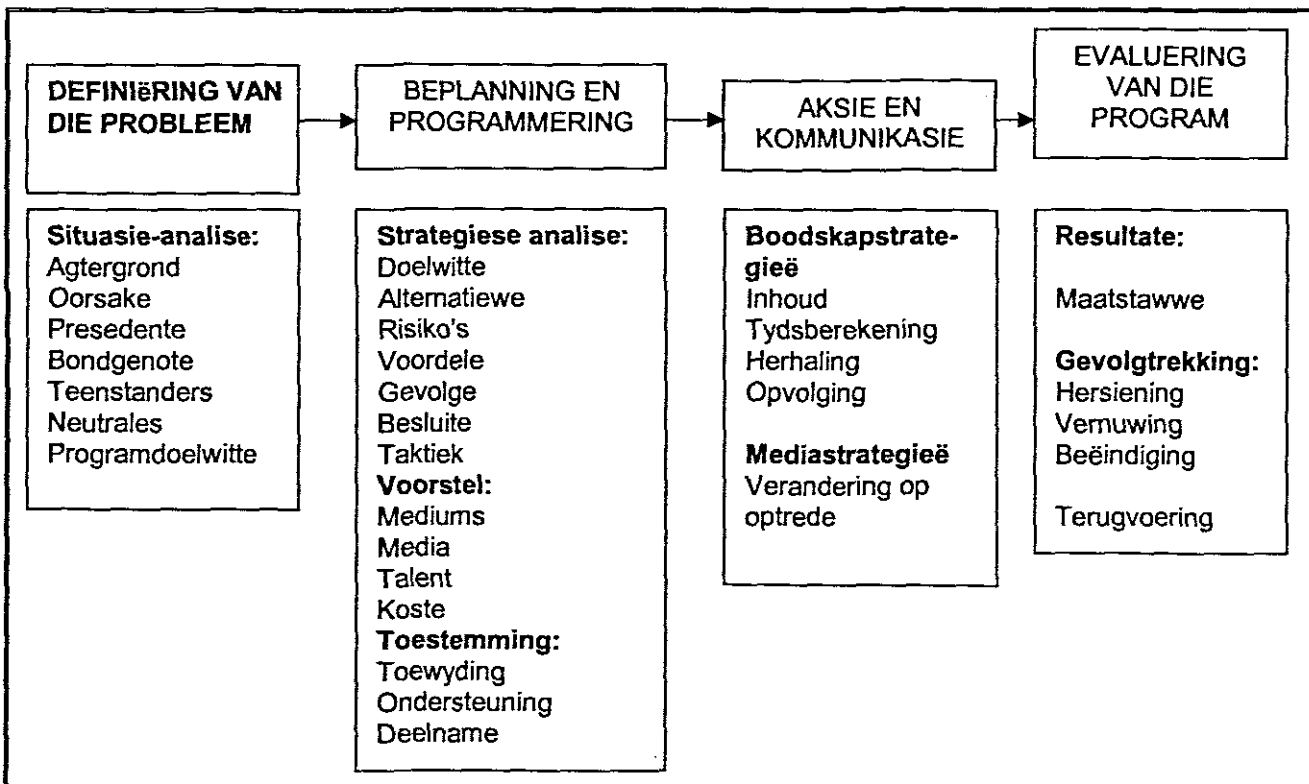 DEFINIëRING VAN
DIE PROBLEEM
BEPLANNING EN
PROGRAMMERING
AKSIE EN
KOMMUNIKASIE
EVALUERING
VAN DIE
PROGRAM
Situasie-analise:
Agtergrond
Oorsake
Presedente
Bondgenote
Teenstanders
Neutrales
Programdoelwitte
Strategiese analise:
Doelwitte
Alternatiewe
Risiko's
Voordele
Gevolge
Besluite
Taktiek
Voorstel:
Mediums
Media
Talent
Koste
Toestemming:
Toewyding
Ondersteuning
Deelname
Boodskapstrate-
gieë
Inhoud
Tydsberekening
Herhaling
Opvolging
Mediastrategieë
Verandering op
optrede
Resultate:
Maatstawwe
Gevolgtrekking:
Hersiening
Vernuwing
Beëindiging
Terugvoering